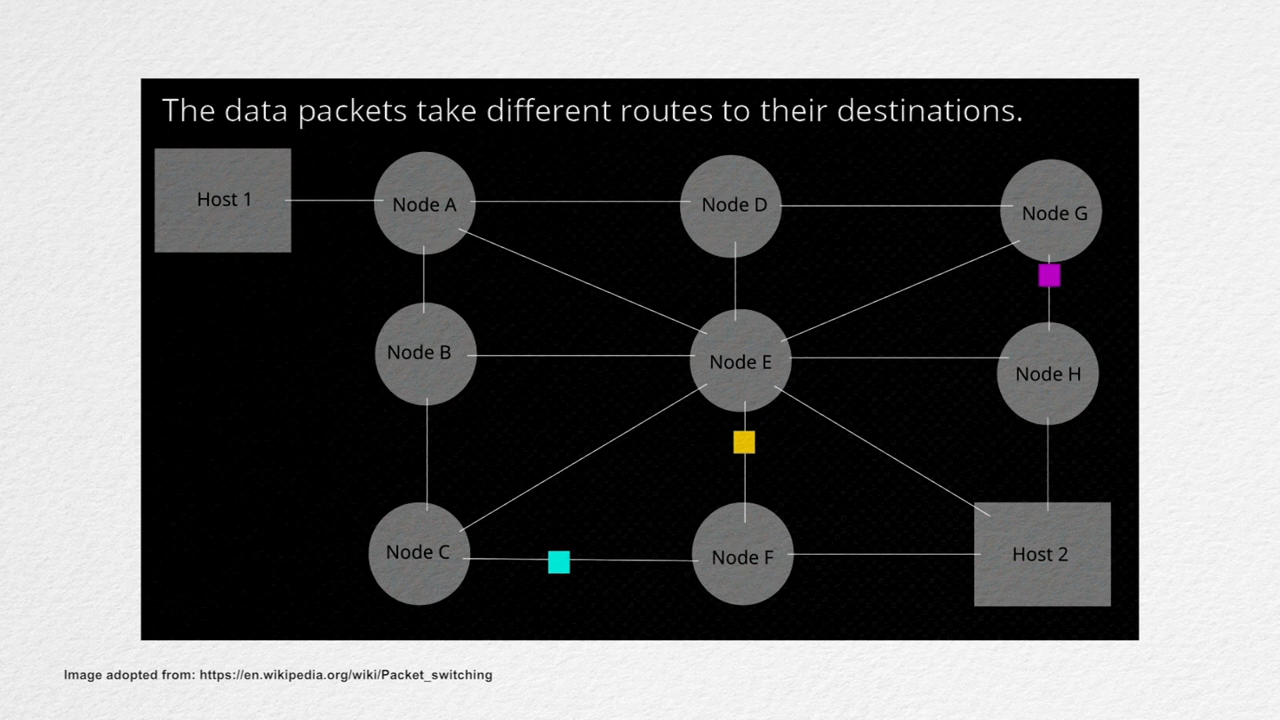 The data packets take different routes to their destinations.
Host 1
Node A
Node D
Node G
Node B
Node E
Node H
Node C
Node F
Host 2
Image adopted from: https://en.wikipedia.org/wiki/Packet_switching